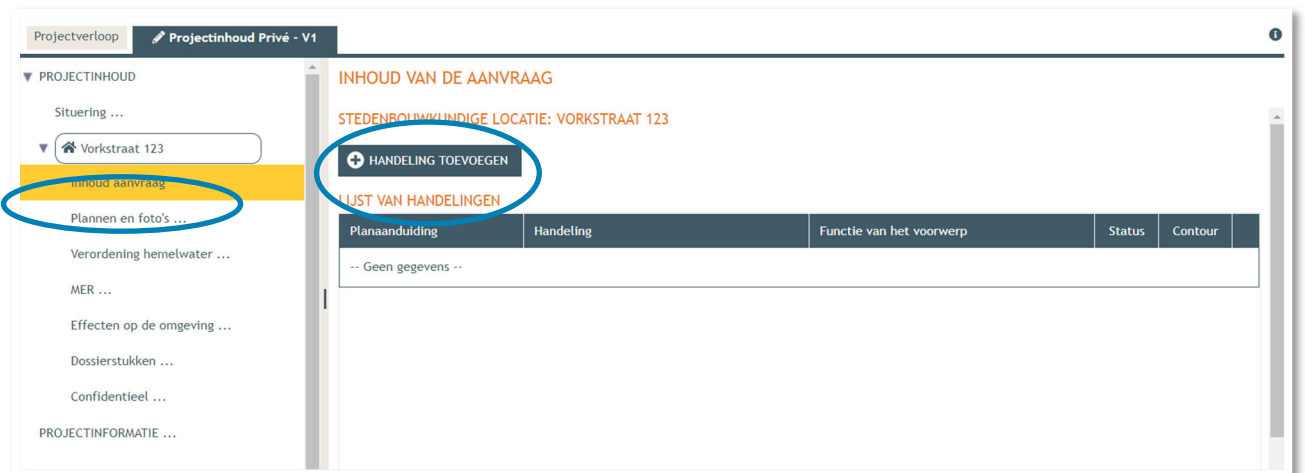 Projectverloop
Projectinhoud Privé - V1
PROJECTINHOUD
Situering ...
Vorkstraat 123
Inhoud aanvraag
Plannen en foto's ...
Verordening hemelwater ...
MER ...
Effecten op de omgeving ...
Dossierstukken ...
Confidentieel ...
PROJECTINFORMATIE ...
INHOUD VAN DE AANVRAAG
STEDENBOUWKUNDIGE LOCATIE: VORKSTRAAT 123
HANDELING TOEVOEGEN
LIJST VAN HANDELINGEN
Planaanduiding Handeling Functie van het voorwerp Status Contour
-- Geen gegevens --